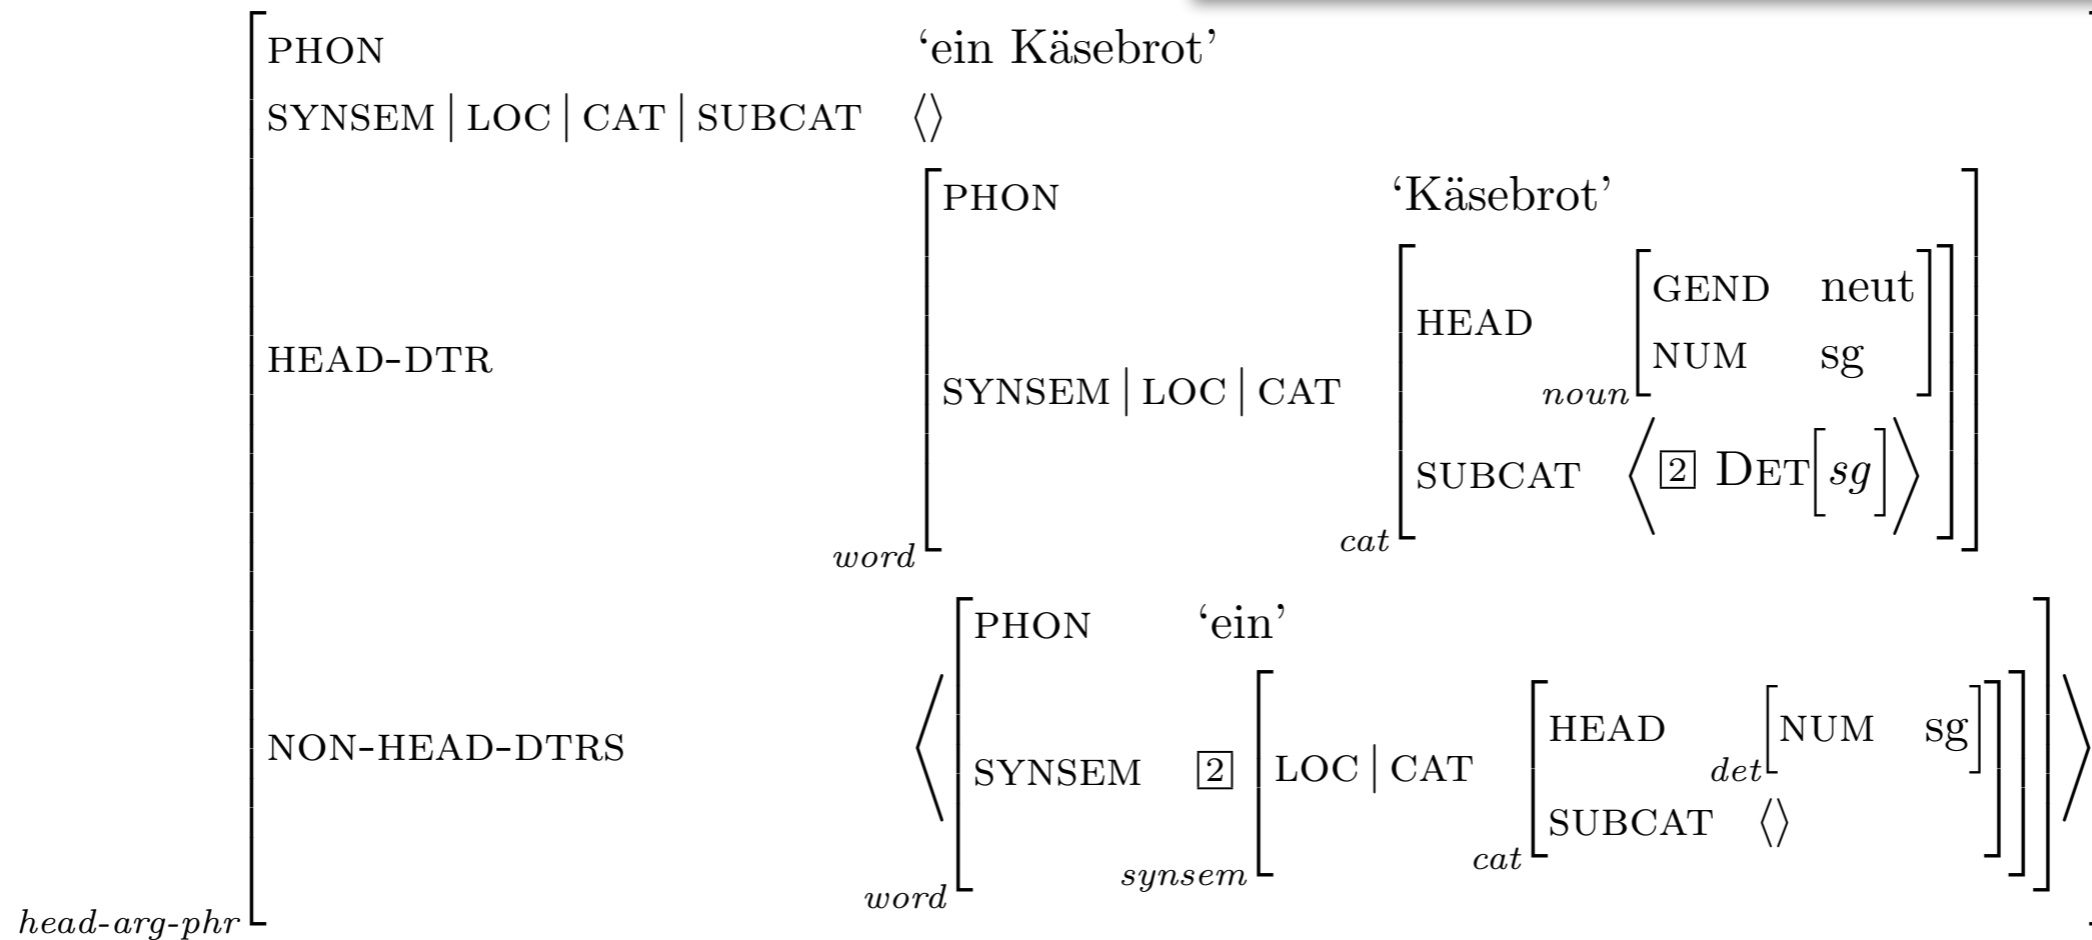 PHON ‘ein Käsebrot’
SYNSEM | LOC | CAT | SUBCAT ⟨⟩
PHON ‘Käsebrot’
GEND neut
HEAD
HEAD-DTR
NUM sg
SYNSEM | LOC | CAT
noun
SUBCAT ⟨ 2 DET[sg] ⟩
cat
word
PHON ‘ein’
HEAD NUM sg
NON-HEAD-DTRS
SYNSEM 2 LOC | CAT det
SUBCAT ⟨⟩
cat
synsem
word
head-arg-phr